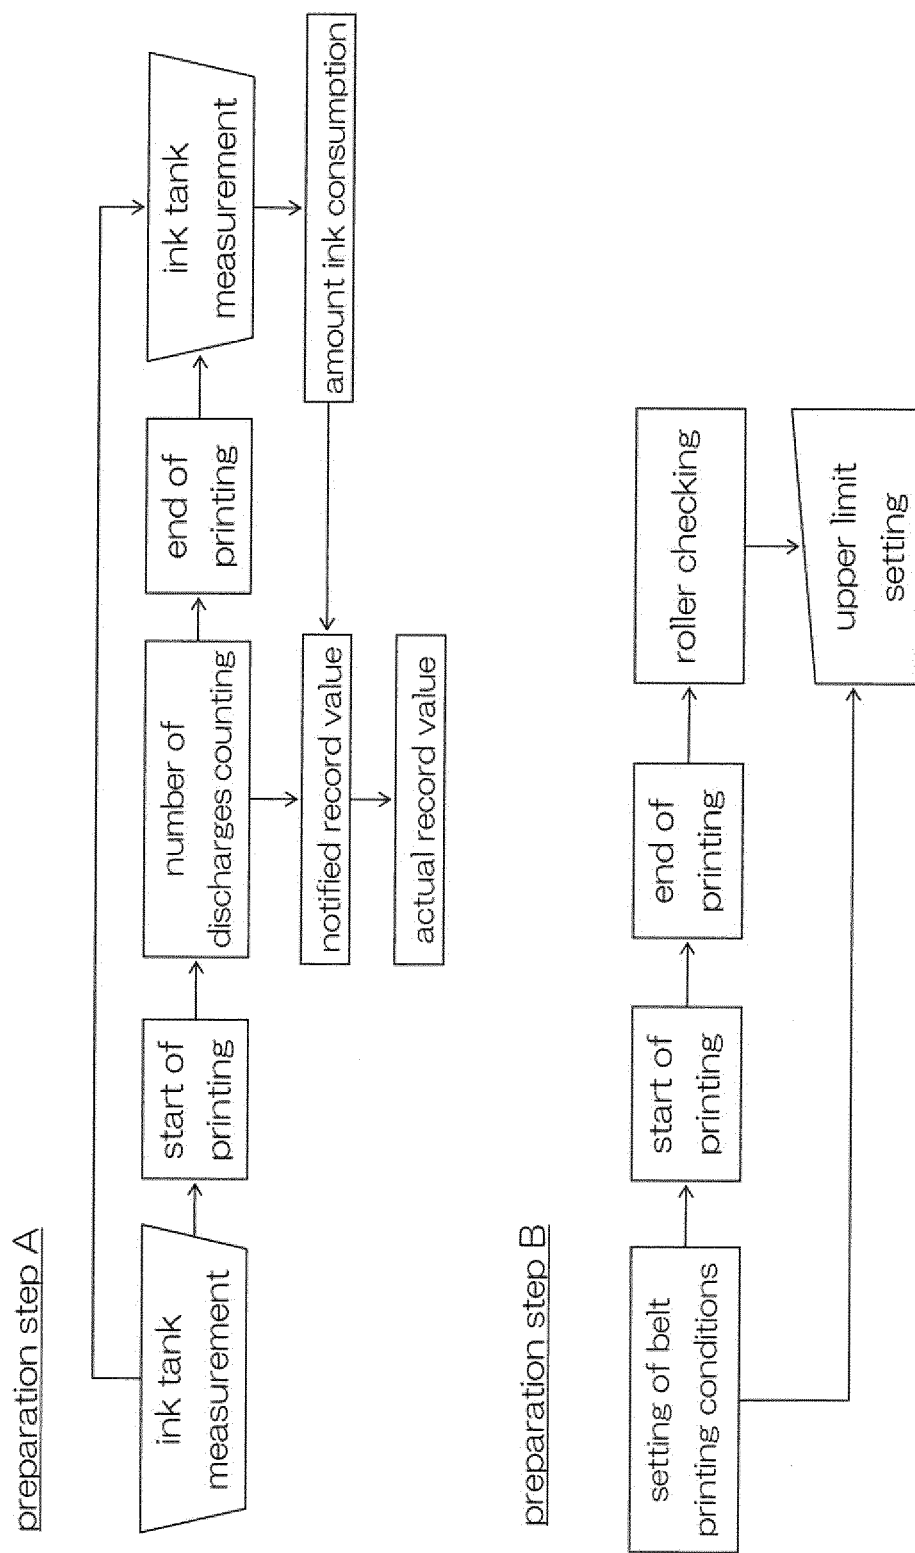 preparation step A
ink tank
measurement
start of
printing
number of
discharges counting
end of
printing
ink tank
measurement
notified record value
amount ink consumption
actual record value
preparation step B
setting of belt
printing conditions
start of
printing
end of
printing
roller checking
upper limit
setting